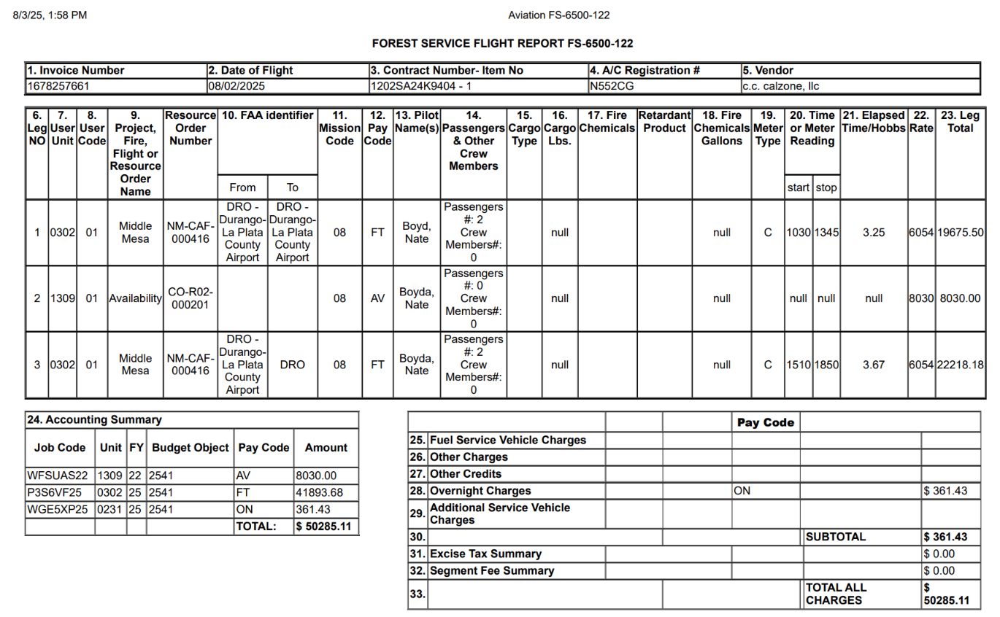 8/3/25, 1:58 PM Aviation FS-6500-122
FOREST SERVICE FLIGHT REPORT FS-6500-122
1. Invoice Number 2. Date of Flight 3. Contract Number- Item No 4. A/C Registration # 5. Vendor
1678257661 08/02/2025 1202SA24K9404 - 1 N552CG c.c. calzone, llc
6. Leg NO 7. User Unit 8. User Code 9. Project, Fire, Flight or Resource Order Name Resource Order Number 10. FAA identifier 11. Mission Code 12. Pay Code 13. Pilot Name(s) 14. Passengers & Other Crew Members 15. Cargo Type 16. Cargo Lbs. 17. Fire Chemicals Retardant Product 18. Fire Chemicals Gallons 19. Meter Type 20. Time or Meter Reading 21. Elapsed Time/Hobbs 22. Rate 23. Leg Total
From To start stop
1 0302 01 Middle Mesa NM-CAF-000416 DRO - Durango-La Plata County Airport DRO - Durango-La Plata County Airport 08 FT Boyd, Nate Passengers #: 2 Crew Members#: 0 null null C 1030 1345 3.25 6054 19675.50
2 1309 01 Availability CO-R02-000201 08 AV Boyda, Nate Passengers #: 0 Crew Members#: 0 null null null null null 8030 8030.00
3 0302 01 Middle Mesa NM-CAF-000416 DRO - Durango-La Plata County Airport DRO 08 FT Boyda, Nate Passengers #: 2 Crew Members#: 0 null null C 1510 1850 3.67 6054 22218.18
24. Accounting Summary
Job Code Unit FY Budget Object Pay Code Amount
WFSUAS22 1309 22 2541 AV 8030.00
P3S6VF25 0302 25 2541 FT 41893.68
WGE5XP25 0231 25 2541 ON 361.43
TOTAL: $ 50285.11
Pay Code
25. Fuel Service Vehicle Charges
26. Other Charges
27. Other Credits
28. Overnight Charges ON $ 361.43
29. Additional Service Vehicle Charges
30. SUBTOTAL $ 361.43
31. Excise Tax Summary $ 0.00
32. Segment Fee Summary $ 0.00
33. TOTAL ALL CHARGES $ 50285.11